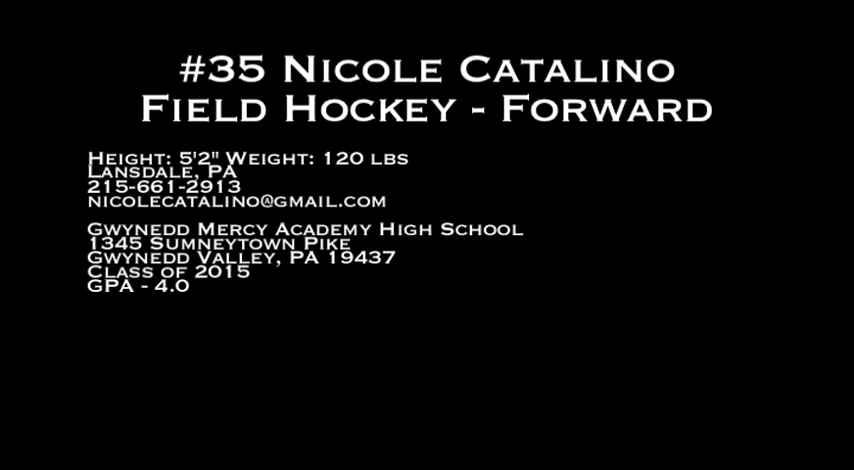 #35 Nicole Catalino
Field Hockey - Forward
Height: 5'2" Weight: 120 lbs
Lansdale, PA
215-661-2913
nicolecatalino@gmail.com
Gwynedd Mercy Academy High School
1345 Sumneytown Pike
Gwynedd Valley, PA 19437
Class of 2015
GPA - 4.0